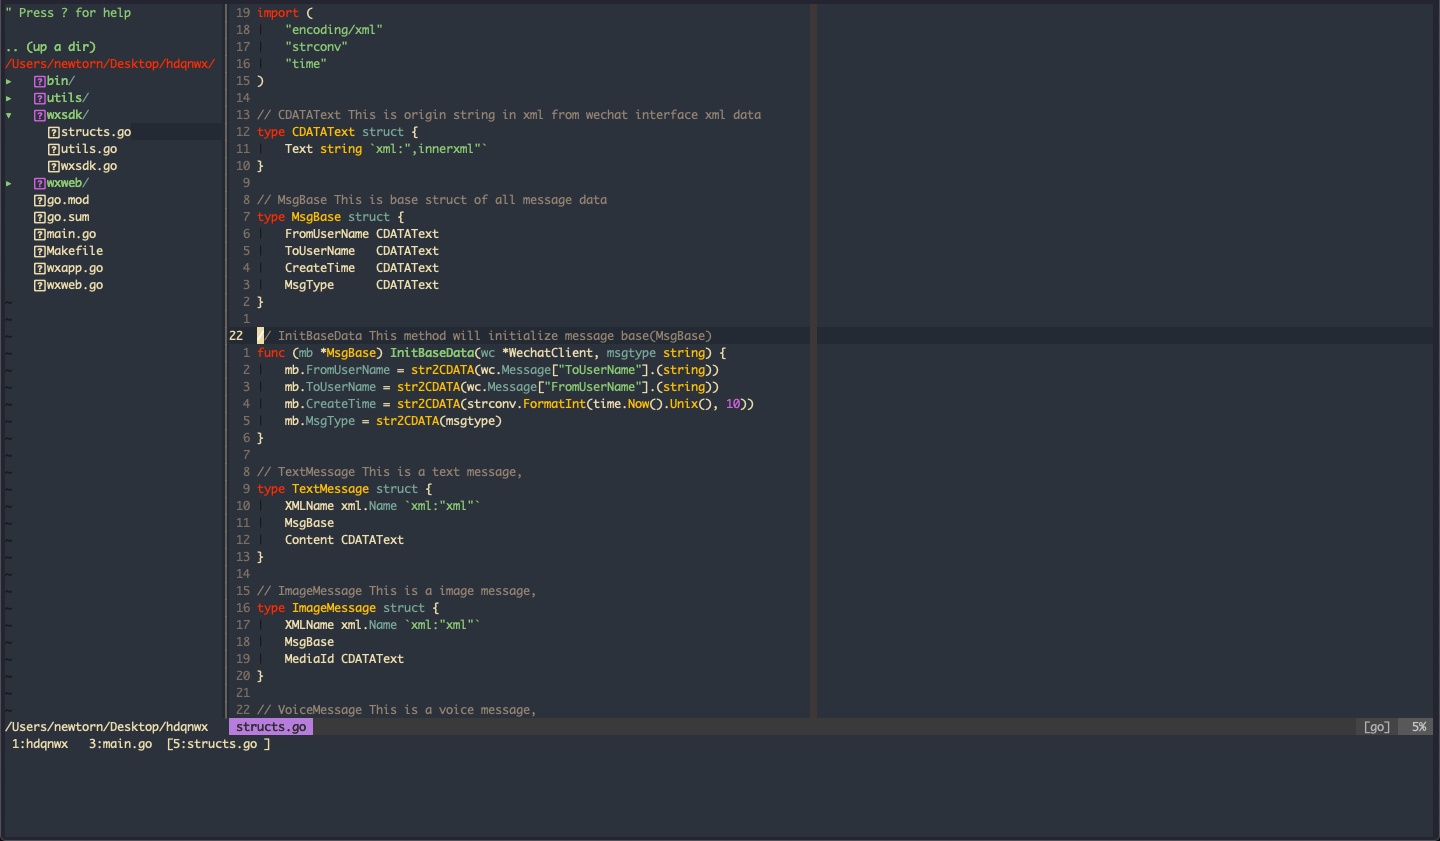 " Press ? for help
.. (up a dir)
/Users/newtorn/Desktop/hdqnwx/
▸ bin/
▸ utils/
▾ wxsdk/
structs.go
utils.go
wxsdk.go
▸ wxweb/
go.mod
go.sum
main.go
Makefile
wxapp.go
wxweb.go
19 import (
18 "encoding/xml"
17 "strconv"
16 "time"
15 )
14
13 // CDATAText This is origin string in xml from wechat interface xml data
12 type CDATAText struct {
11 Text string `xml:",innerxml"`
10 }
9
8 // MsgBase This is base struct of all message data
7 type MsgBase struct {
6 FromUserName CDATAText
5 ToUserName CDATAText
4 CreateTime CDATAText
3 MsgType CDATAText
2 }
1
22 // InitBaseData This method will initialize message base(MsgBase)
1 func (mb *MsgBase) InitBaseData(wc *WechatClient, msgtype string) {
2 mb.FromUserName = str2CDATA(wc.Message["ToUserName"].(string))
3 mb.ToUserName = str2CDATA(wc.Message["FromUserName"].(string))
4 mb.CreateTime = str2CDATA(strconv.FormatInt(time.Now().Unix(), 10))
5 mb.MsgType = str2CDATA(msgtype)
6 }
7
8 // TextMessage This is a text message,
9 type TextMessage struct {
10 XMLName xml.Name `xml:"xml"`
11 MsgBase
12 Content CDATAText
13 }
14
15 // ImageMessage This is a image message,
16 type ImageMessage struct {
17 XMLName xml.Name `xml:"xml"`
18 MsgBase
19 MediaId CDATAText
20 }
21
22 // VoiceMessage This is a voice message,
/Users/newtorn/Desktop/hdqnwx structs.go [go] 5%
1:hdqnwx 3:main.go [5:structs.go ]